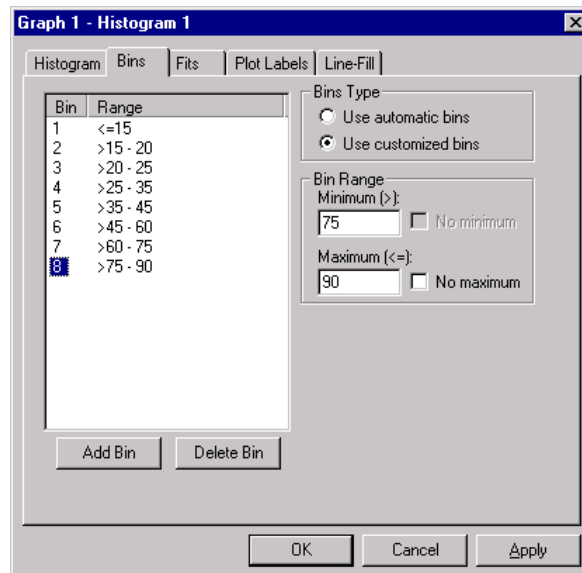 Graph 1 - Histogram 1
Histogram Bins Fits Plot Labels Line-Fill
Bin Range
1 <=15
2 >15 - 20
3 >20 - 25
4 >25 - 35
5 >35 - 45
6 >45 - 60
7 >60 - 75
8 >75 - 90
Add Bin Delete Bin
Bins Type
Use automatic bins
Use customized bins
Bin Range
Minimum (>):
75 No minimum
Maximum (<=):
90 No maximum
OK Cancel Apply